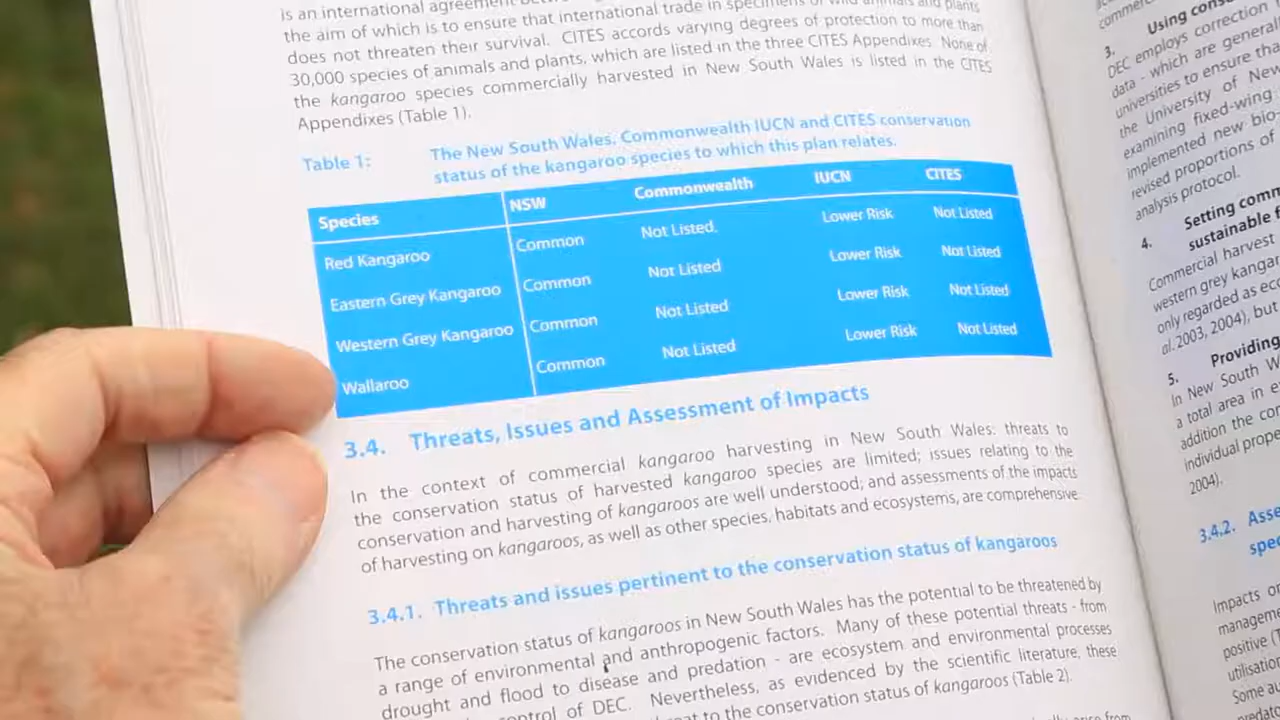 is an international agreement
the aim of which is to ensure that international trade in specimens of wild animals and plants
does not threaten their survival. CITES accords varying degrees of protection to more than
30,000 species of animals and plants, which are listed in the three CITES Appendixes. None of
the kangaroo species commercially harvested in New South Wales is listed in the CITES
Appendixes (Table 1).
Table 1: The New South Wales, Commonwealth IUCN and CITES conservation
status of the kangaroo species to which this plan relates.
Species NSW Commonwealth IUCN CITES
Red Kangaroo Common Not Listed. Lower Risk Not Listed
Eastern Grey Kangaroo Common Not Listed Lower Risk Not Listed
Western Grey Kangaroo Common Not Listed Lower Risk Not Listed
Wallaroo Common Not Listed Lower Risk Not Listed
3.4. Threats, Issues and Assessment of Impacts
In the context of commercial kangaroo harvesting in New South Wales: threats to
the conservation status of harvested kangaroo species are limited; issues relating to the
conservation and harvesting of kangaroos are well understood; and assessments of the impacts
of harvesting on kangaroos, as well as other species, habitats and ecosystems, are comprehensive
3.4.1. Threats and issues pertinent to the conservation status of kangaroos
The conservation status of kangaroos in New South Wales has the potential to be threatened by
a range of environmental and anthropogenic factors. Many of these potential threats - from
drought and flood to disease and predation - are ecosystem and environmental processes
control of DEC. Nevertheless, as evidenced by the scientific literature, these
to the conservation status of kangaroos (Table 2).
3. Using
DEC employs correction
data - which are
universities to ensure
the University of New
examining fixed-wing
implemented new
revised proportions of
analysis protocol.
4. Setting
sustainable
Commercial harvest
western grey
only regarded as
al. 2003, 2004), but
5. Providing
In New South
a total area in
addition the
individual
2004).
3.4.2.
Impacts
positive
Some